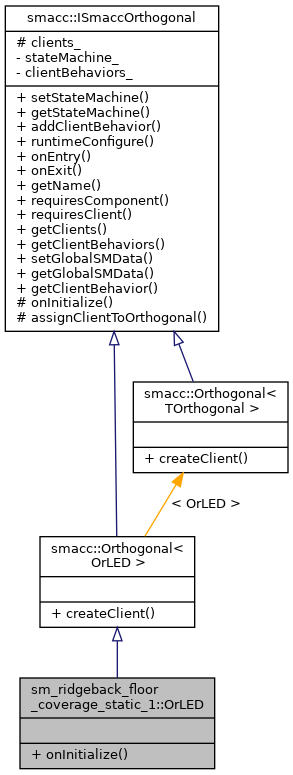 smacc::ISmaccOrthogonal
# clients_
- stateMachine_
- clientBehaviors_
+ setStateMachine()
+ getStateMachine()
+ addClientBehavior()
+ runtimeConfigure()
+ onEntry()
+ onExit()
+ getName()
+ requiresComponent()
+ requiresClient()
+ getClients()
+ getClientBehaviors()
+ setGlobalSMData()
+ getGlobalSMData()
+ getClientBehavior()
# onInitialize()
# assignClientToOrthogonal()
smacc::Orthogonal<
TOrthogonal >
+ createClient()
< OrLED >
smacc::Orthogonal<
OrLED >
+ createClient()
sm_ridgeback_floor
_coverage_static_1::OrLED
+ onInitialize()